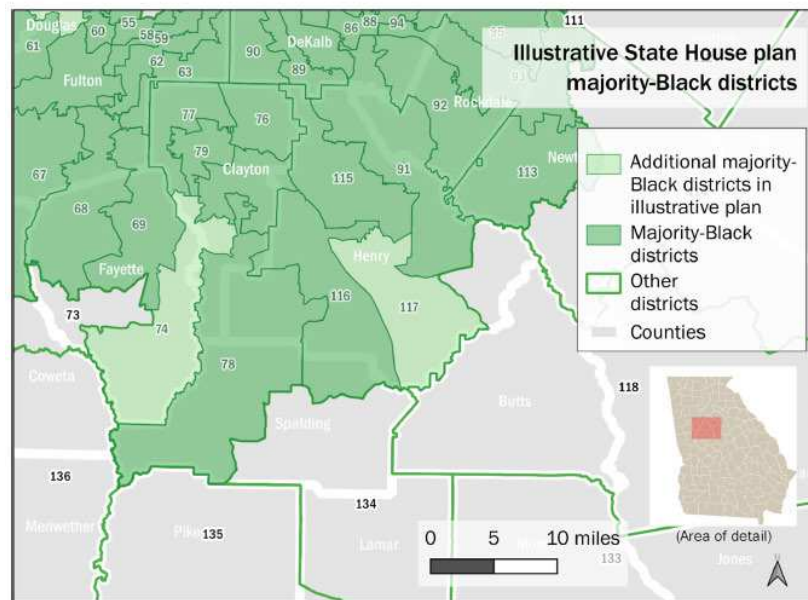 Illustrative State House plan
majority-Black districts
Additional majority-
Black districts in
illustrative plan
Majority-Black
districts
Other
districts
Counties
Douglas
60
55
58
59
61
62
63
Fulton
90
DeKalb
86
88
94
89
111
93
92
Rockdale
77
76
79
Clayton
91
115
113
67
68
69
Fayette
Henry
73
74
116
117
78
Coweta
118
Butts
Spalding
136
134
135
Lamar
133
Jones
0 5 10 miles
(Area of detail)
N